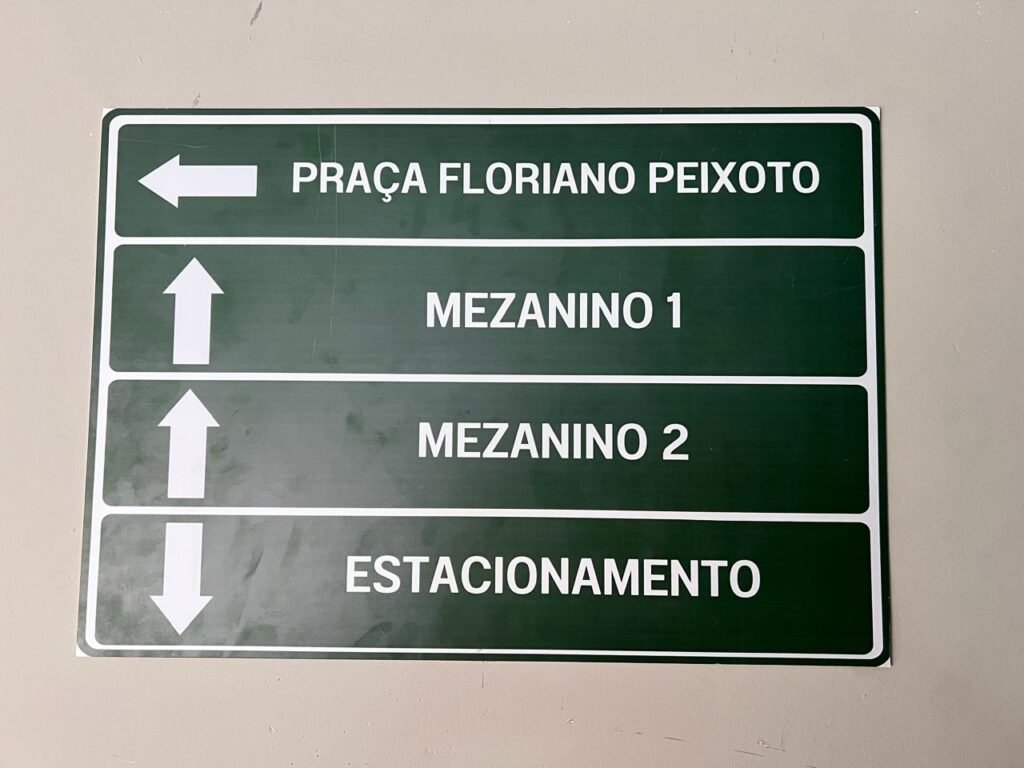 PRAÇA FLORIANO PEIXOTO
MEZANINO 1
MEZANINO 2
ESTACIONAMENTO